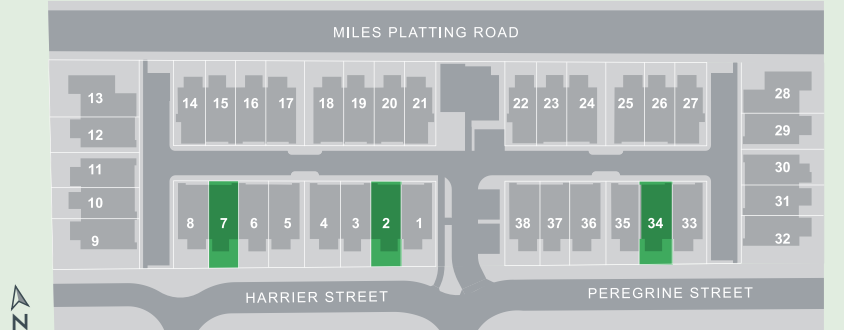 MILES PLATTING ROAD
13 14 15 16 17 18 19 20 21 22 23 24 25 26 27 28
12 29
11 30
10 31
9 8 7 6 5 4 3 2 1 38 37 36 35 34 33 32
HARRIER STREET PEREGRINE STREET
N